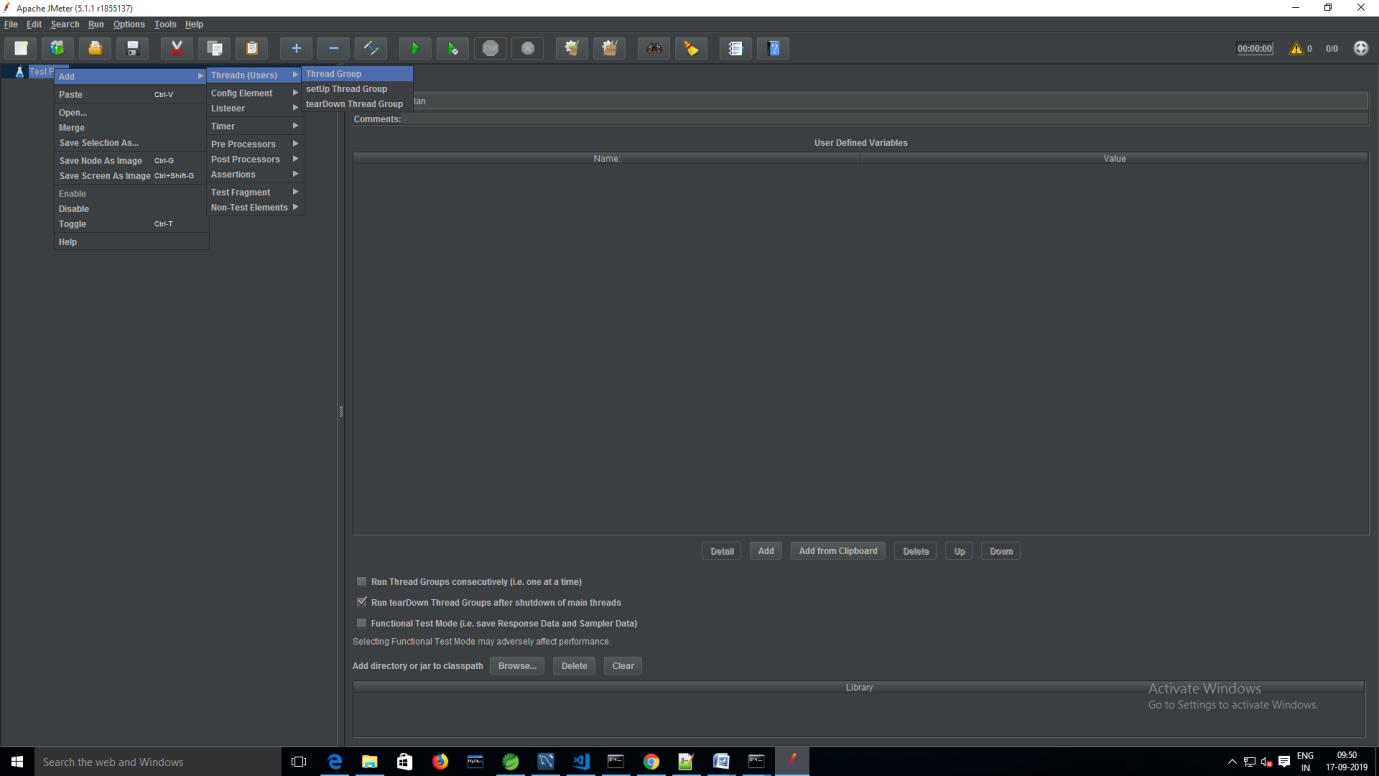 Apache JMeter (5.1.1 r1855137)
File Edit Search Run Options Tools Help
00:00:00 0 0/0
Test P
Add
Paste Ctrl-V
Open...
Merge
Save Selection As...
Save Node As Image Ctrl-G
Save Screen As Image Ctrl+Shift-G
Enable
Disable
Toggle Ctrl-T
Help
Threads (Users)
Config Element
Listener
Timer
Pre Processors
Post Processors
Assertions
Test Fragment
Non-Test Elements
Thread Group
setUp Thread Group
tearDown Thread Group
lan
Comments:
User Defined Variables
Name: Value
Detail Add Add from Clipboard Delete Up Down
Run Thread Groups consecutively (i.e. one at a time)
Run tearDown Thread Groups after shutdown of main threads
Functional Test Mode (i.e. save Response Data and Sampler Data)
Selecting Functional Test Mode may adversely affect performance.
Add directory or jar to classpath Browse... Delete Clear
Library
Activate Windows
Go to Settings to activate Windows.
Search the web and Windows
ENG
IN
09:50
17-09-2019